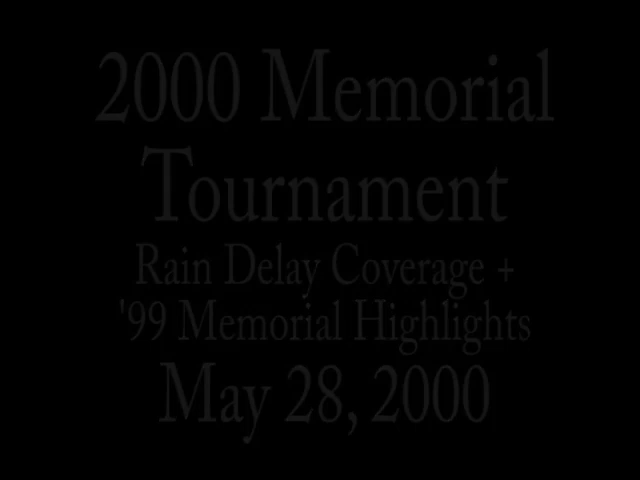 2000 Memorial
Tournament
Rain Delay Coverage +
'99 Memorial Highlights
May 28, 2000